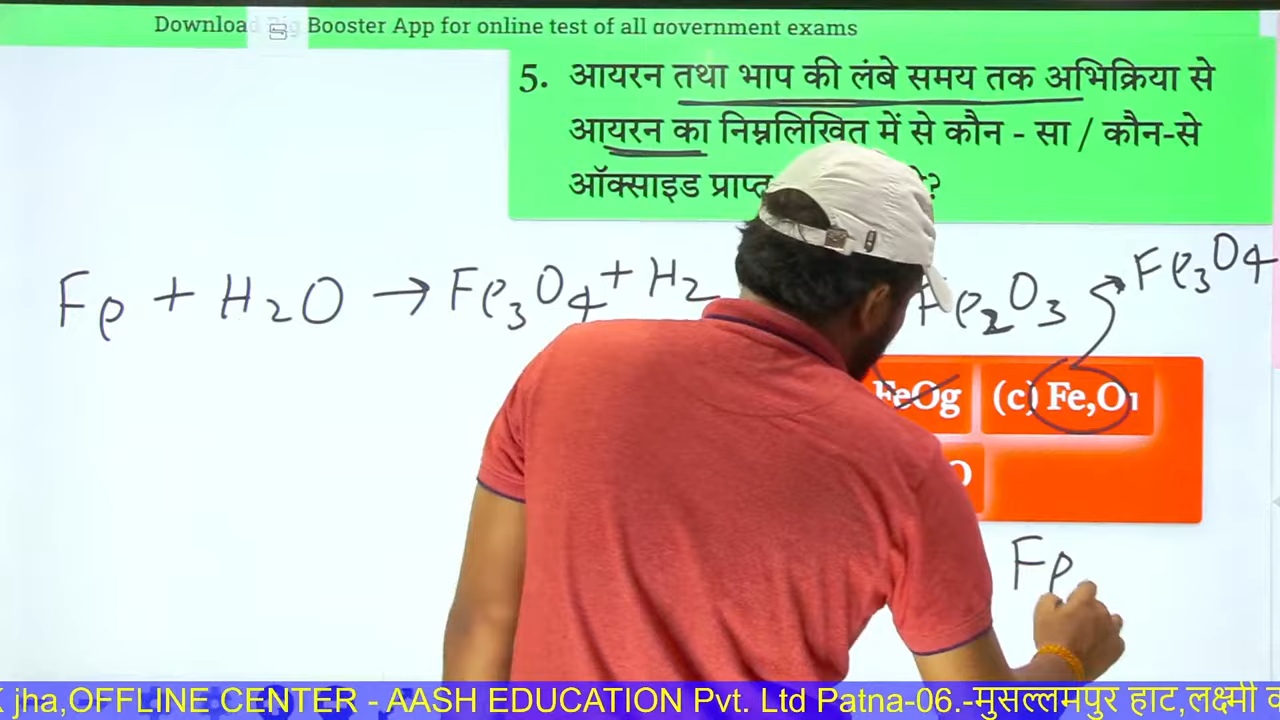 Download Big Booster App for online test of all government exams
5. आयरन तथा भाप की लंबे समय तक अभिक्रिया से
आयरन का निम्नलिखित में से कौन - सा / कौन-से
ऑक्साइड प्राप्त
Fe + H2O → Fe3O4 + H2
Fe2O3
Fe3O4
FeOg (c) Fe,O1
O
Fe
K jha,OFFLINE CENTER - AASH EDUCATION Pvt. Ltd Patna-06.-मुसल्लमपुर हाट,लक्ष्मी